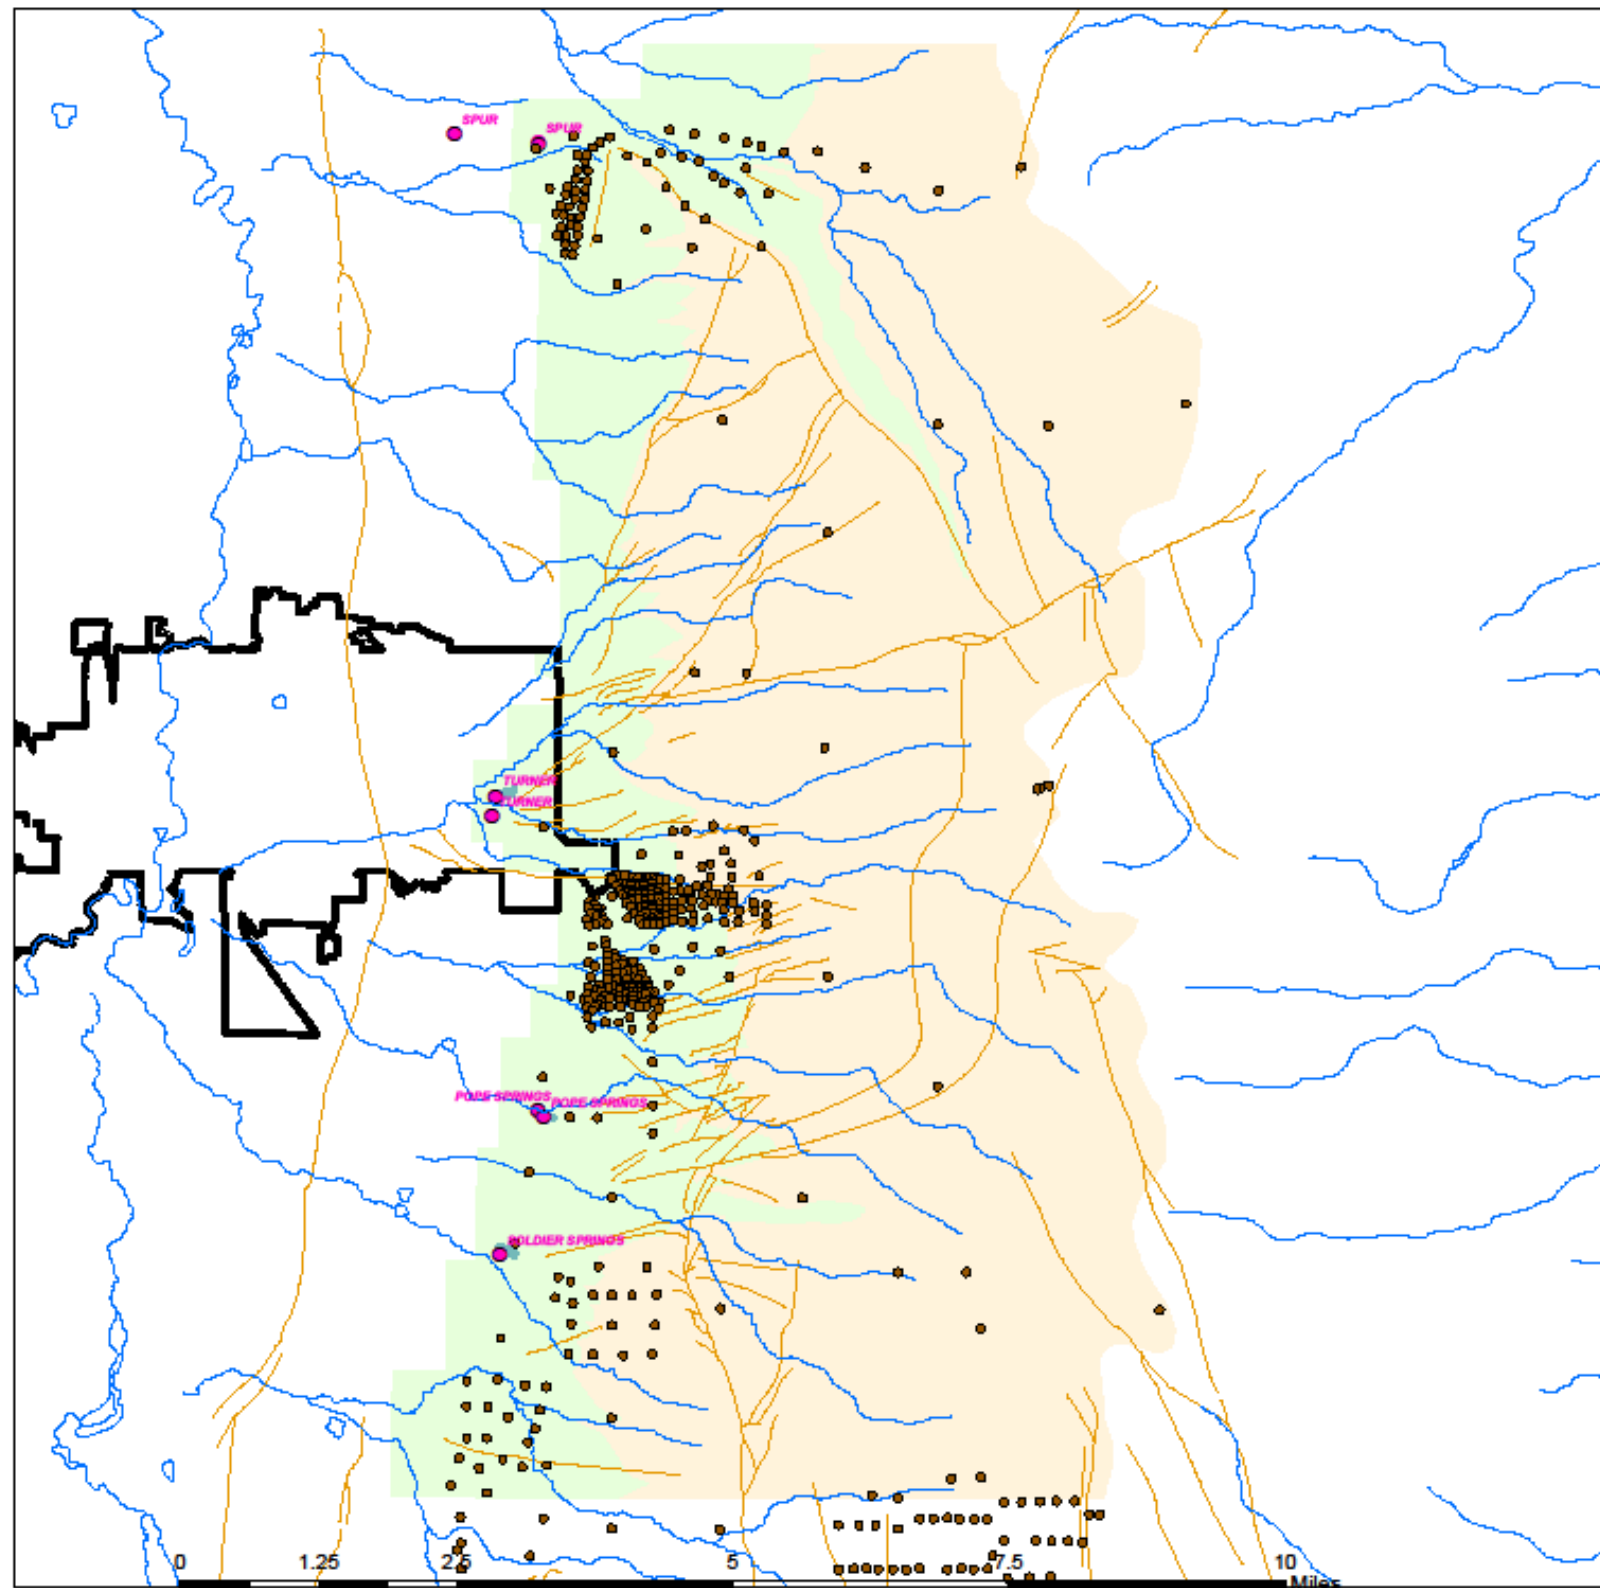 SPUR
SPUR
TURNER
TURNER
POPE SPRINGS
POPE SPRINGS
SOLDIER SPRINGS
0 1.25 2.5 5 7.5 10
Miles